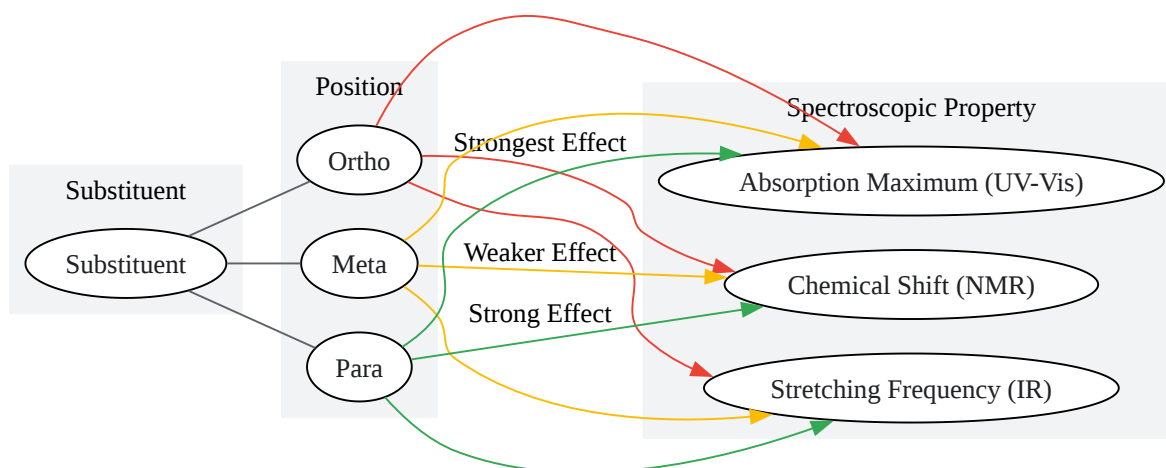 Substituent
Substituent
Position
Ortho
Meta
Para
Strongest Effect
Weaker Effect
Strong Effect
Spectroscopic Property
Absorption Maximum (UV-Vis)
Chemical Shift (NMR)
Stretching Frequency (IR)